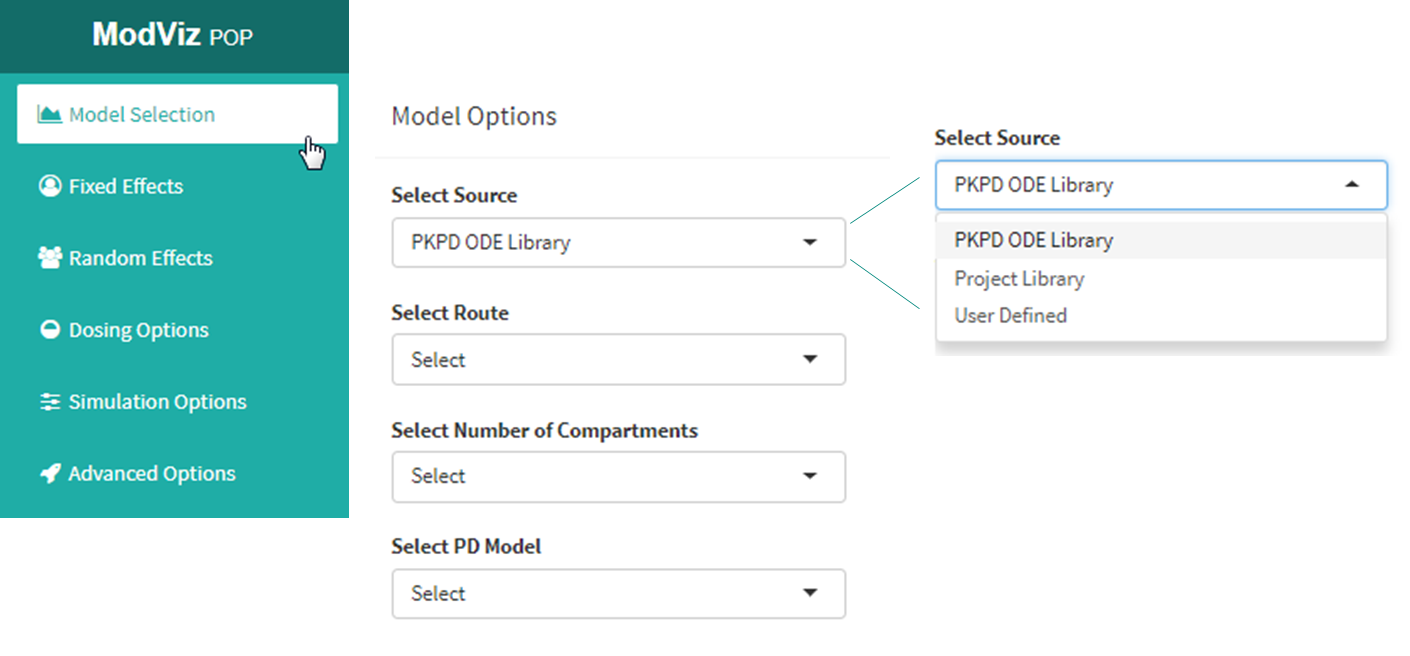 ModViz POP
Model Selection
Fixed Effects
Random Effects
Dosing Options
Simulation Options
Advanced Options
Model Options
Select Source
PKPD ODE Library
Select Route
Select
Select Number of Compartments
Select
Select PD Model
Select
Select Source
PKPD ODE Library
PKPD ODE Library
Project Library
User Defined